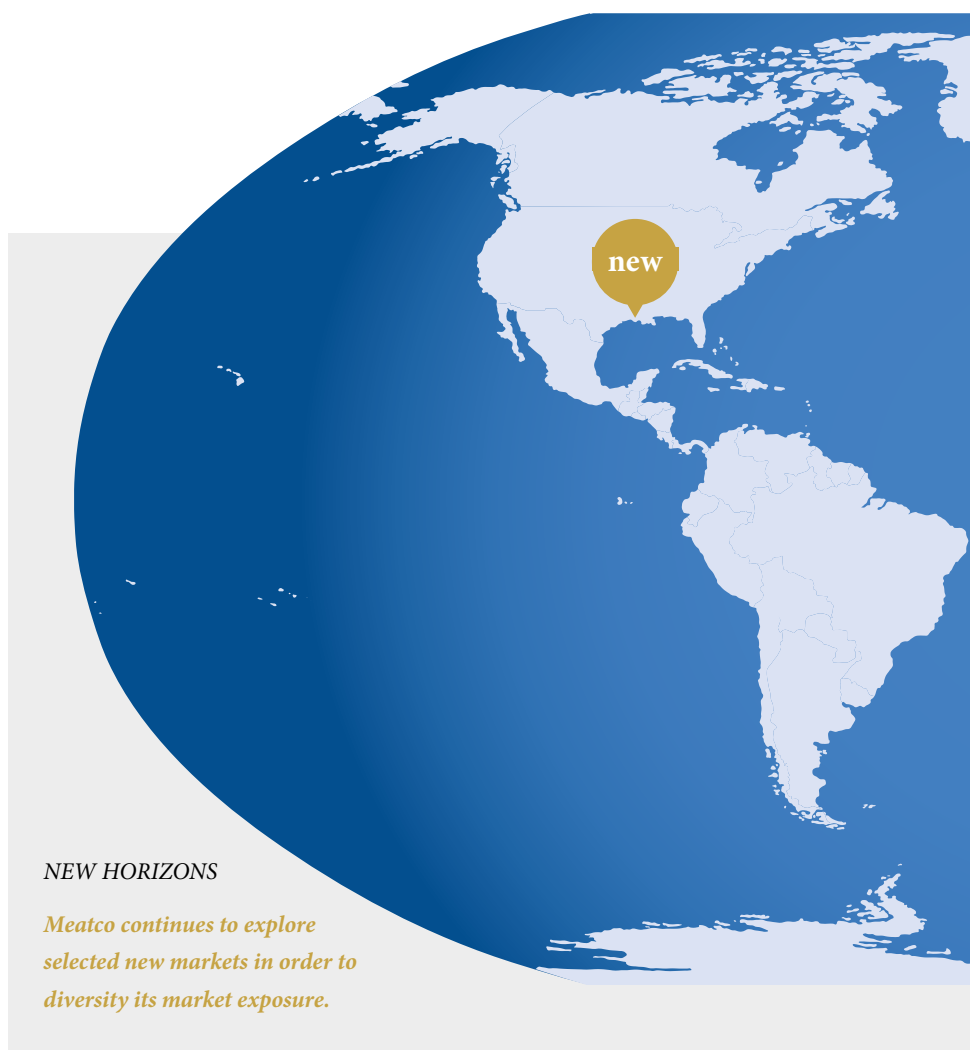 new
NEW HORIZONS
Meatco continues to explore
selected new markets in order to
diversity its market exposure.